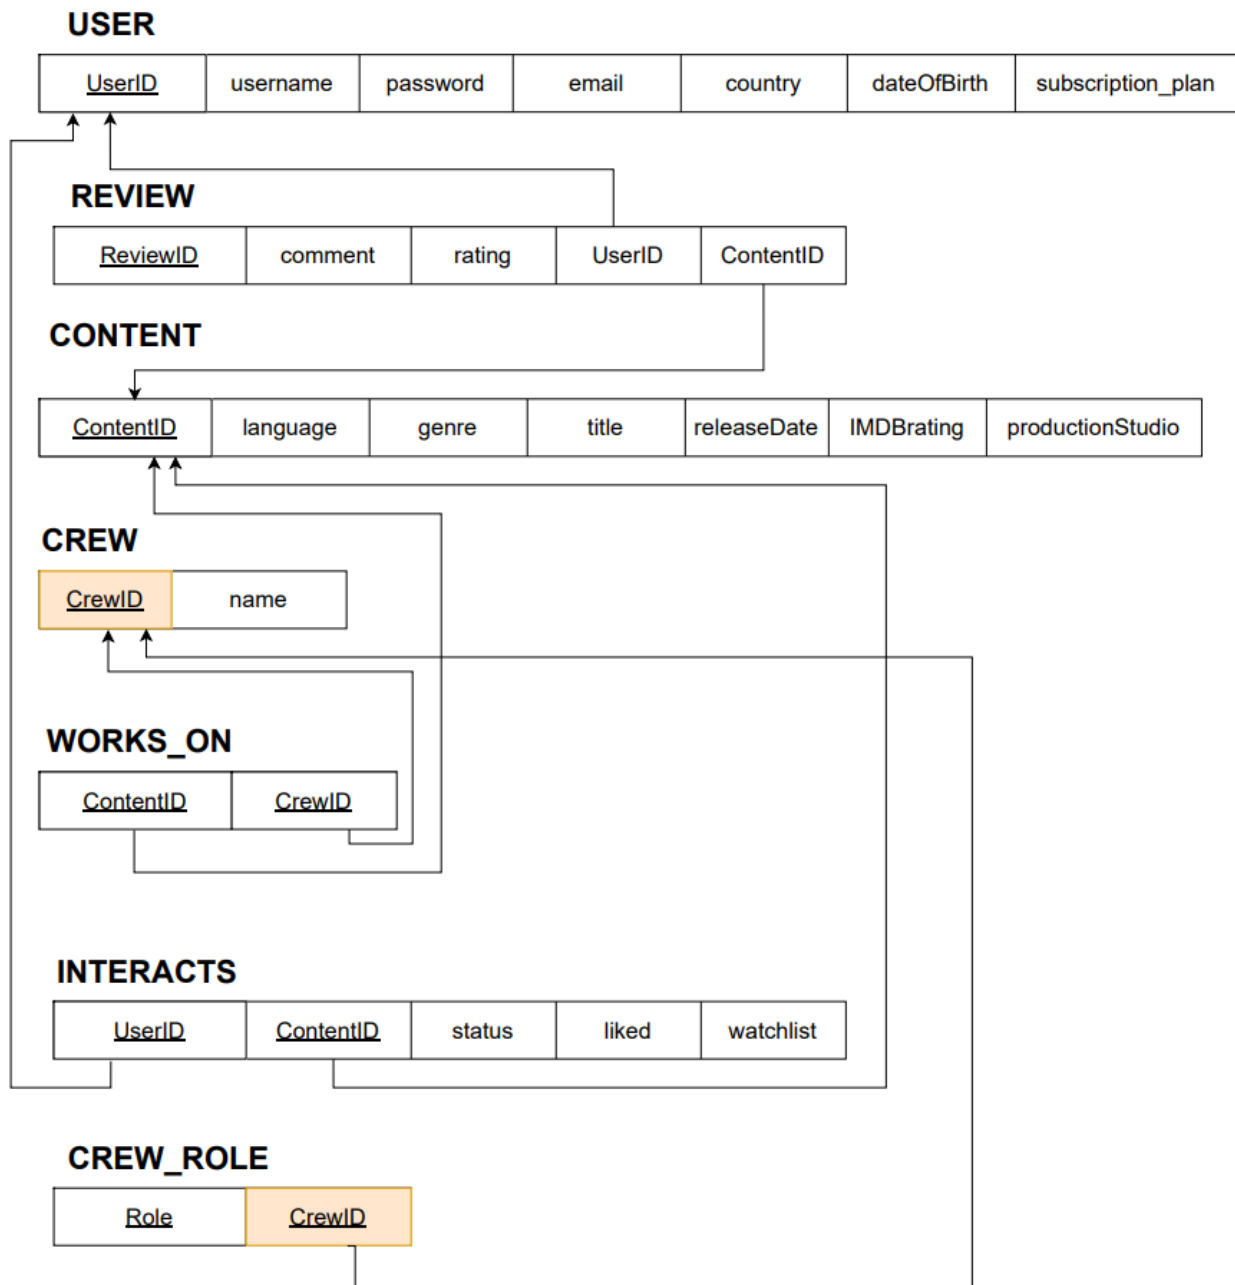 USER
UserID username password email country dateOfBirth subscription_plan
REVIEW
ReviewID comment rating UserID ContentID
CONTENT
ContentID language genre title releaseDate IMDBrating productionStudio
CREW
CrewID name
WORKS_ON
ContentID CrewID
INTERACTS
UserID ContentID status liked watchlist
CREW_ROLE
Role CrewID